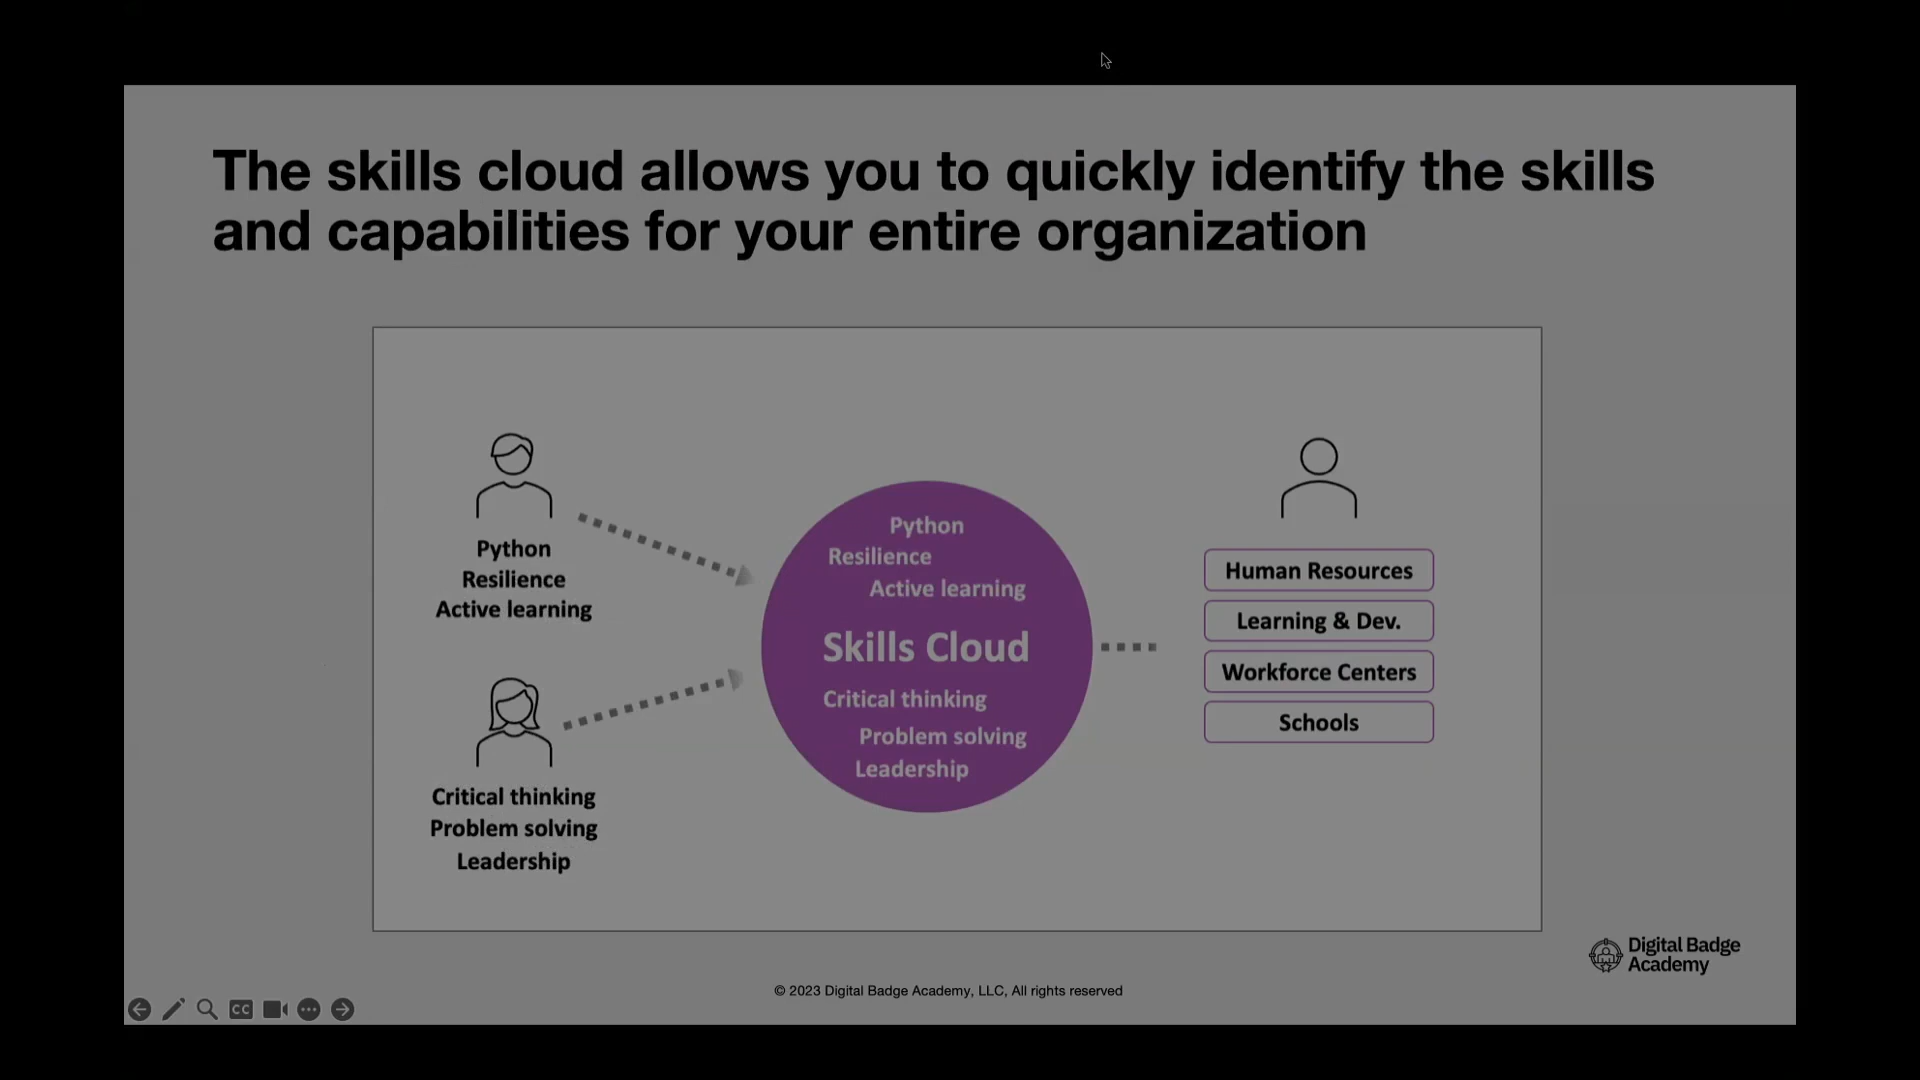 The skills cloud allows you to quickly identify the skills
and capabilities for your entire organization
Python
Resilience
Active learning
Critical thinking
Problem solving
Leadership
Python
Resilience
Active learning
Skills Cloud
Critical thinking
Problem solving
Leadership
Human Resources
Learning & Dev.
Workforce Centers
Schools
Digital Badge
Academy
© 2023 Digital Badge Academy, LLC, All rights reserved
CC